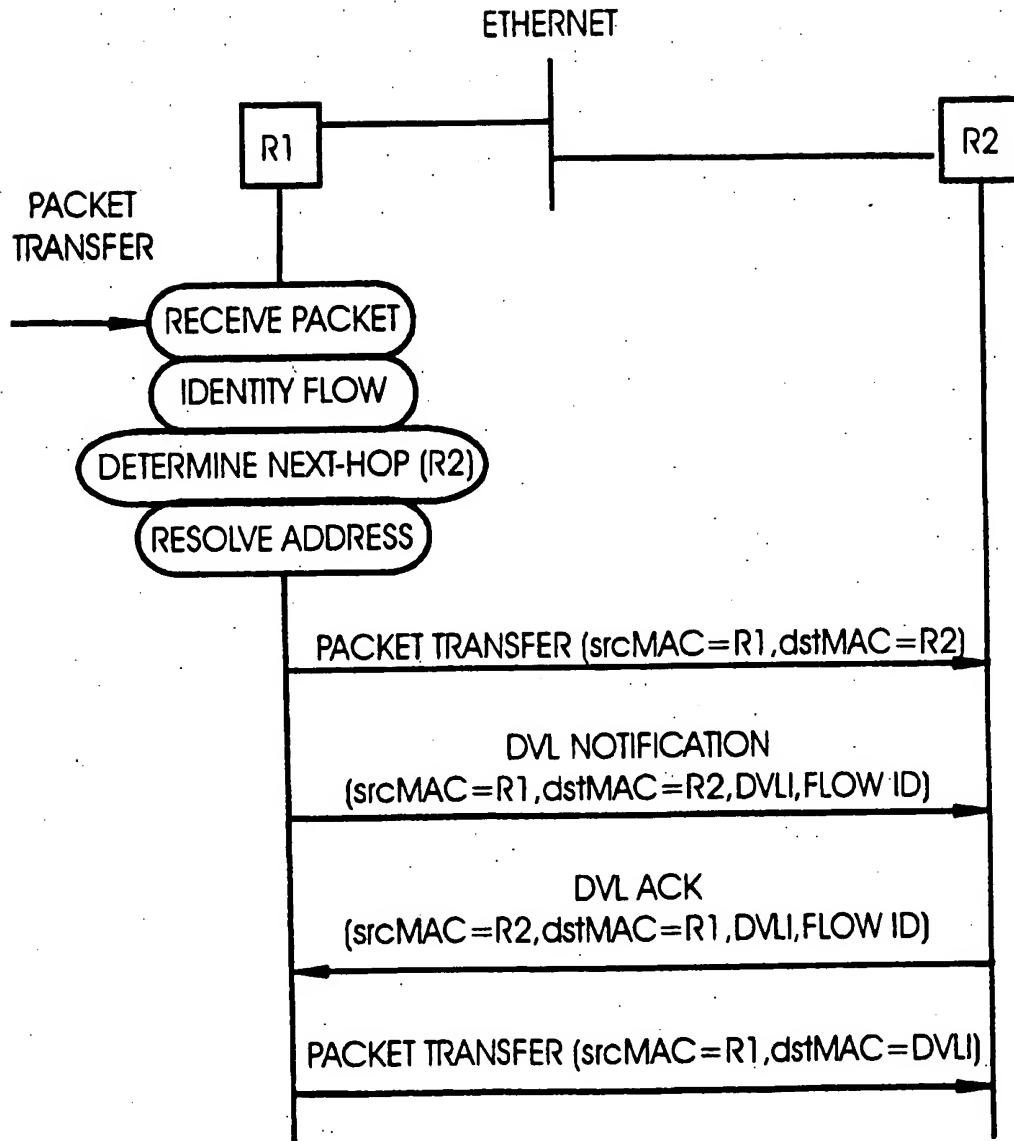 ETHERNET
R1
R2
PACKET
TRANSFER
RECEIVE PACKET
IDENTITY FLOW
DETERMINE NEXT-HOP (R2)
RESOLVE ADDRESS
PACKET TRANSFER (srcMAC=R1,dstMAC=R2)
DVL NOTIFICATION
(srcMAC=R1,dstMAC=R2,DVLI,FLOW ID)
DVL ACK
(srcMAC=R2,dstMAC=R1,DVLI,FLOW ID)
PACKET TRANSFER (srcMAC=R1,dstMAC=DVLI)